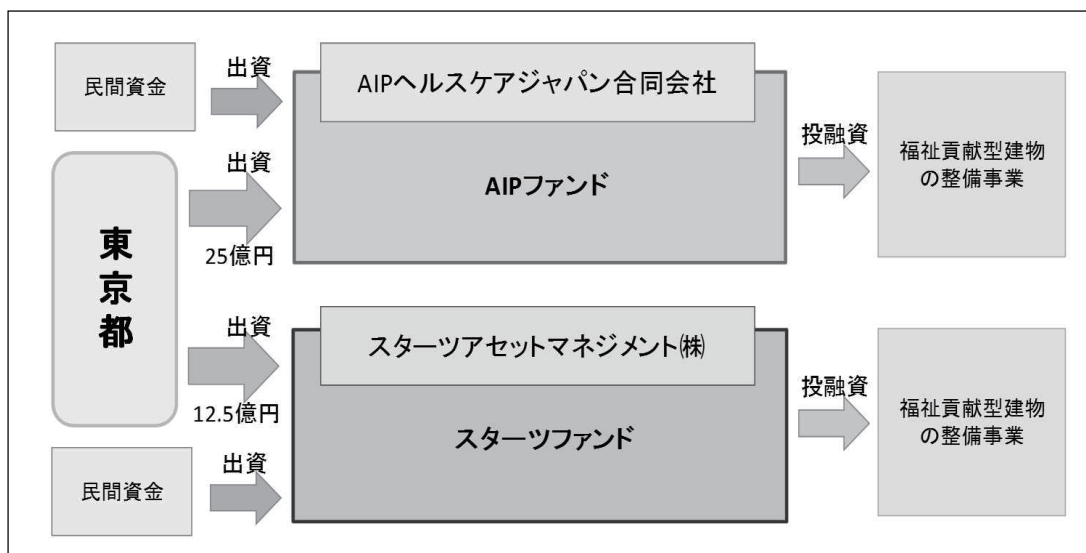 民間資金
出資
AIPヘルスケアジャパン合同会社
AIPファンド
投融資
福祉貢献型建物
の整備事業
東京都
出資
25億円
出資
12.5億円
スターツアセットマネジメント㈱
スターツファンド
投融資
福祉貢献型建物
の整備事業
民間資金
出資